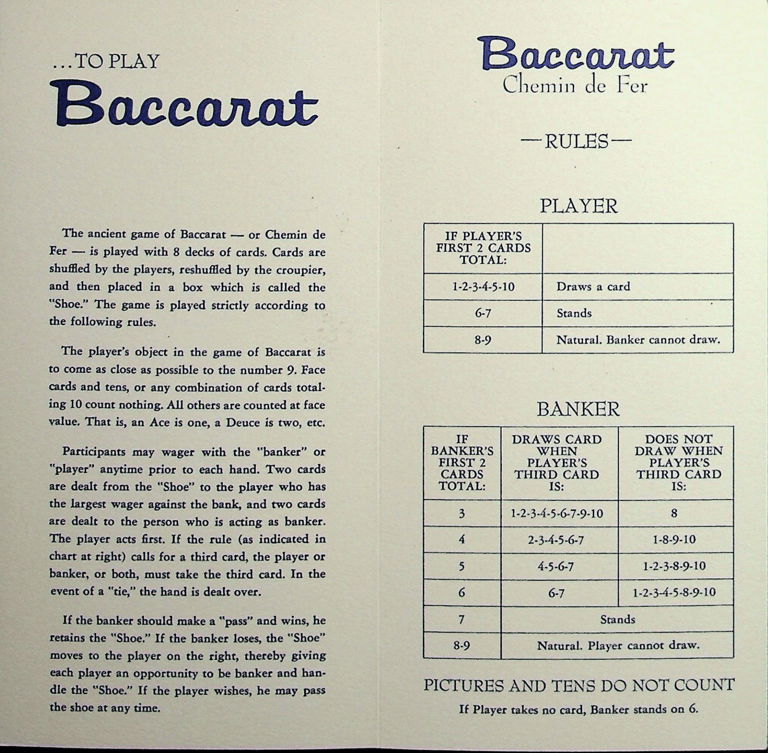 ...TO PLAY
Baccarat
The ancient game of Baccarat — or Chemin de
Fer — is played with 8 decks of cards. Cards are
shuffled by the players, reshuffled by the croupier,
and then placed in a box which is called the
"Shoe." The game is played strictly according to
the following rules.
The player's object in the game of Baccarat is
to come as close as possible to the number 9. Face
cards and tens, or any combination of cards total-
ing 10 count nothing. All others are counted at face
value. That is, an Ace is one, a Deuce is two, etc.
Participants may wager with the "banker" or
"player" anytime prior to each hand. Two cards
are dealt from the "Shoe" to the player who has
the largest wager against the bank, and two cards
are dealt to the person who is acting as banker.
The player acts first. If the rule (as indicated in
chart at right) calls for a third card, the player or
banker, or both, must take the third card. In the
event of a "tie," the hand is dealt over.
If the banker should make a "pass" and wins, he
retains the "Shoe." If the banker loses, the "Shoe"
moves to the player on the right, thereby giving
each player an opportunity to be banker and han-
dle the "Shoe." If the player wishes, he may pass
the shoe at any time.
Baccarat
Chemin de Fer
—RULES—
PLAYER
IF PLAYER'S
FIRST 2 CARDS
TOTAL:
1-2-3-4-5-10 Draws a card
6-7 Stands
8-9 Natural. Banker cannot draw.
BANKER
IF
BANKER'S
FIRST 2
CARDS
TOTAL:
DRAWS CARD
WHEN
PLAYER'S
THIRD CARD
IS:
DOES NOT
DRAW WHEN
PLAYER'S
THIRD CARD
IS:
3 1-2-3-4-5-6-7-9-10 8
4 2-3-4-5-6-7 1-8-9-10
5 4-5-6-7 1-2-3-8-9-10
6 6-7 1-2-3-4-5-8-9-10
7 Stands
8-9 Natural. Player cannot draw.
PICTURES AND TENS DO NOT COUNT
If Player takes no card, Banker stands on 6.